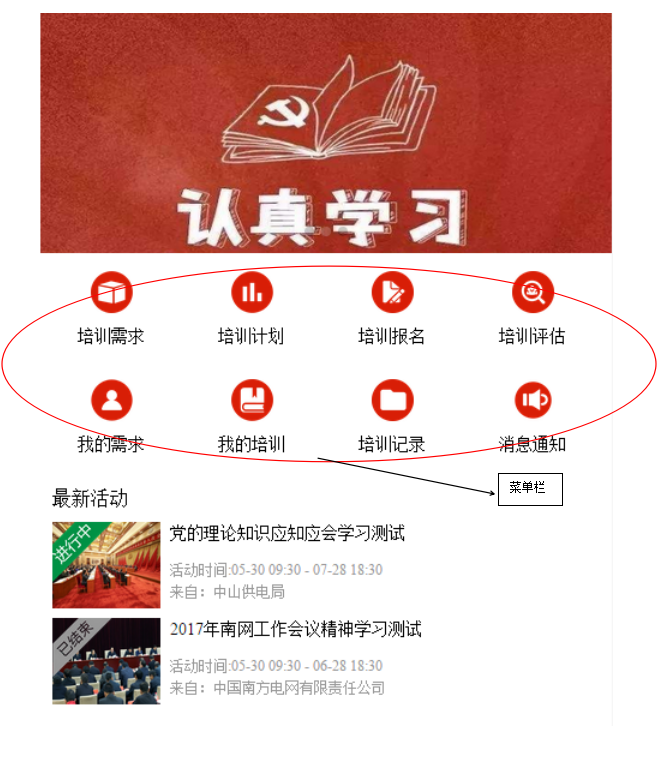 认真学习
培训需求 培训计划 培训报名 培训评估
我的需求 我的培训 培训记录 消息通知
菜单栏
最新活动
进行中
党的理论知识应知应会学习测试
活动时间:05-30 09:30 - 07-28 18:30
来自：中山供电局
已结束
2017年南网工作会议精神学习测试
活动时间:05-30 09:30 - 06-28 18:30
来自：中国南方电网有限责任公司